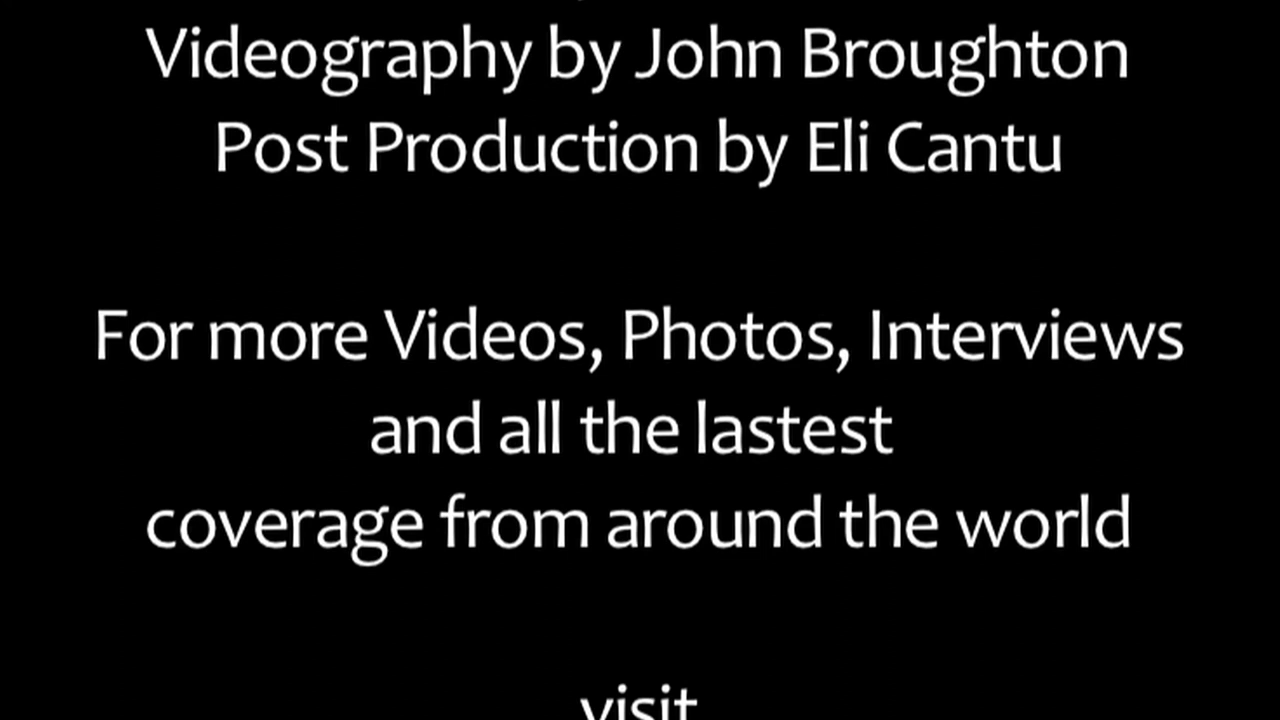 Videography by John Broughton
Post Production by Eli Cantu
For more Videos, Photos, Interviews
and all the lastest
coverage from around the world
visit